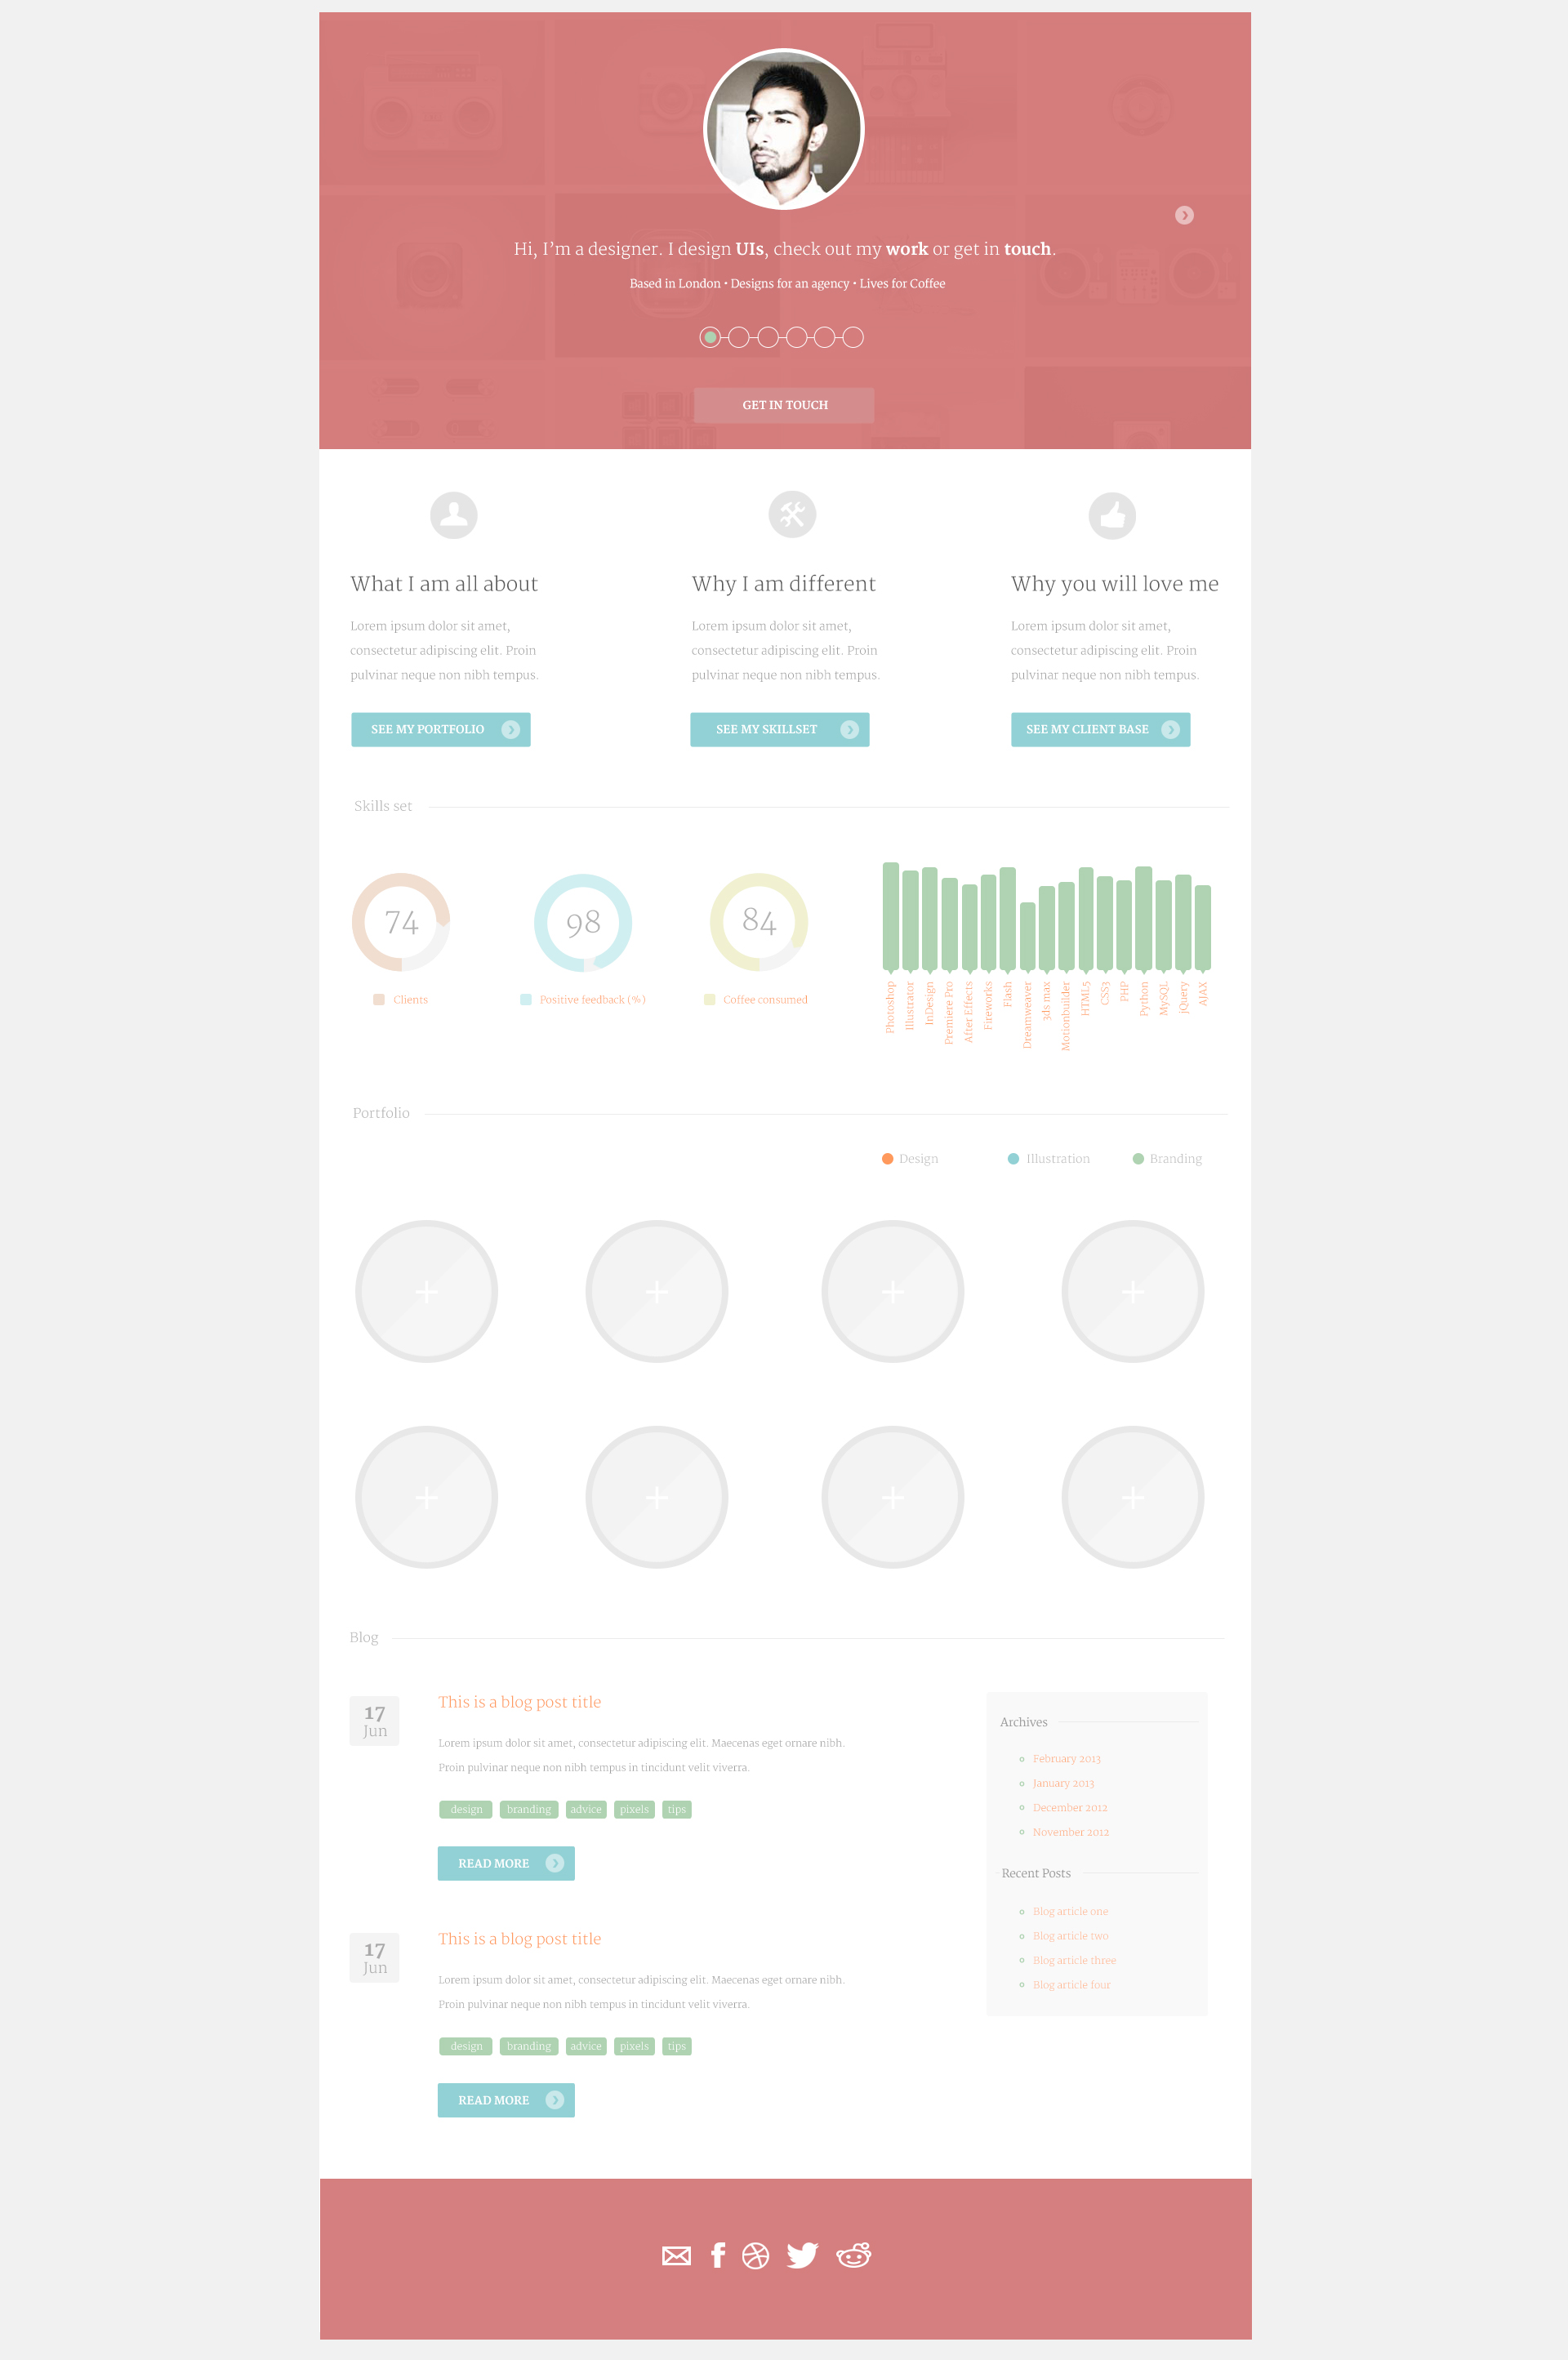 Hi, I'm a designer. I design UIs, check out my work or get in touch.
Based in London • Designs for an agency • Lives for Coffee
GET IN TOUCH
What I am all about
Lorem ipsum dolor sit amet,
consectetur adipiscing elit. Proin
pulvinar neque non nibh tempus.
SEE MY PORTFOLIO
Why I am different
Lorem ipsum dolor sit amet,
consectetur adipiscing elit. Proin
pulvinar neque non nibh tempus.
SEE MY SKILLSET
Why you will love me
Lorem ipsum dolor sit amet,
consectetur adipiscing elit. Proin
pulvinar neque non nibh tempus.
SEE MY CLIENT BASE
Skills set
74
Clients
98
Positive feedback (%)
84
Coffee consumed
Photoshop
Illustrator
InDesign
Premiere Pro
After Effects
Fireworks
Flash
Dreamweaver
3ds max
Motionbuilder
HTML5
CSS3
PHP
Python
MySQL
jQuery
AJAX
Portfolio
Design
Illustration
Branding
Blog
17
Jun
This is a blog post title
Lorem ipsum dolor sit amet, consectetur adipiscing elit. Maecenas eget ornare nibh.
Proin pulvinar neque non nibh tempus in tincidunt velit viverra.
design branding advice pixels tips
READ MORE
17
Jun
This is a blog post title
Lorem ipsum dolor sit amet, consectetur adipiscing elit. Maecenas eget ornare nibh.
Proin pulvinar neque non nibh tempus in tincidunt velit viverra.
design branding advice pixels tips
READ MORE
Archives
February 2013
January 2013
December 2012
November 2012
Recent Posts
Blog article one
Blog article two
Blog article three
Blog article four